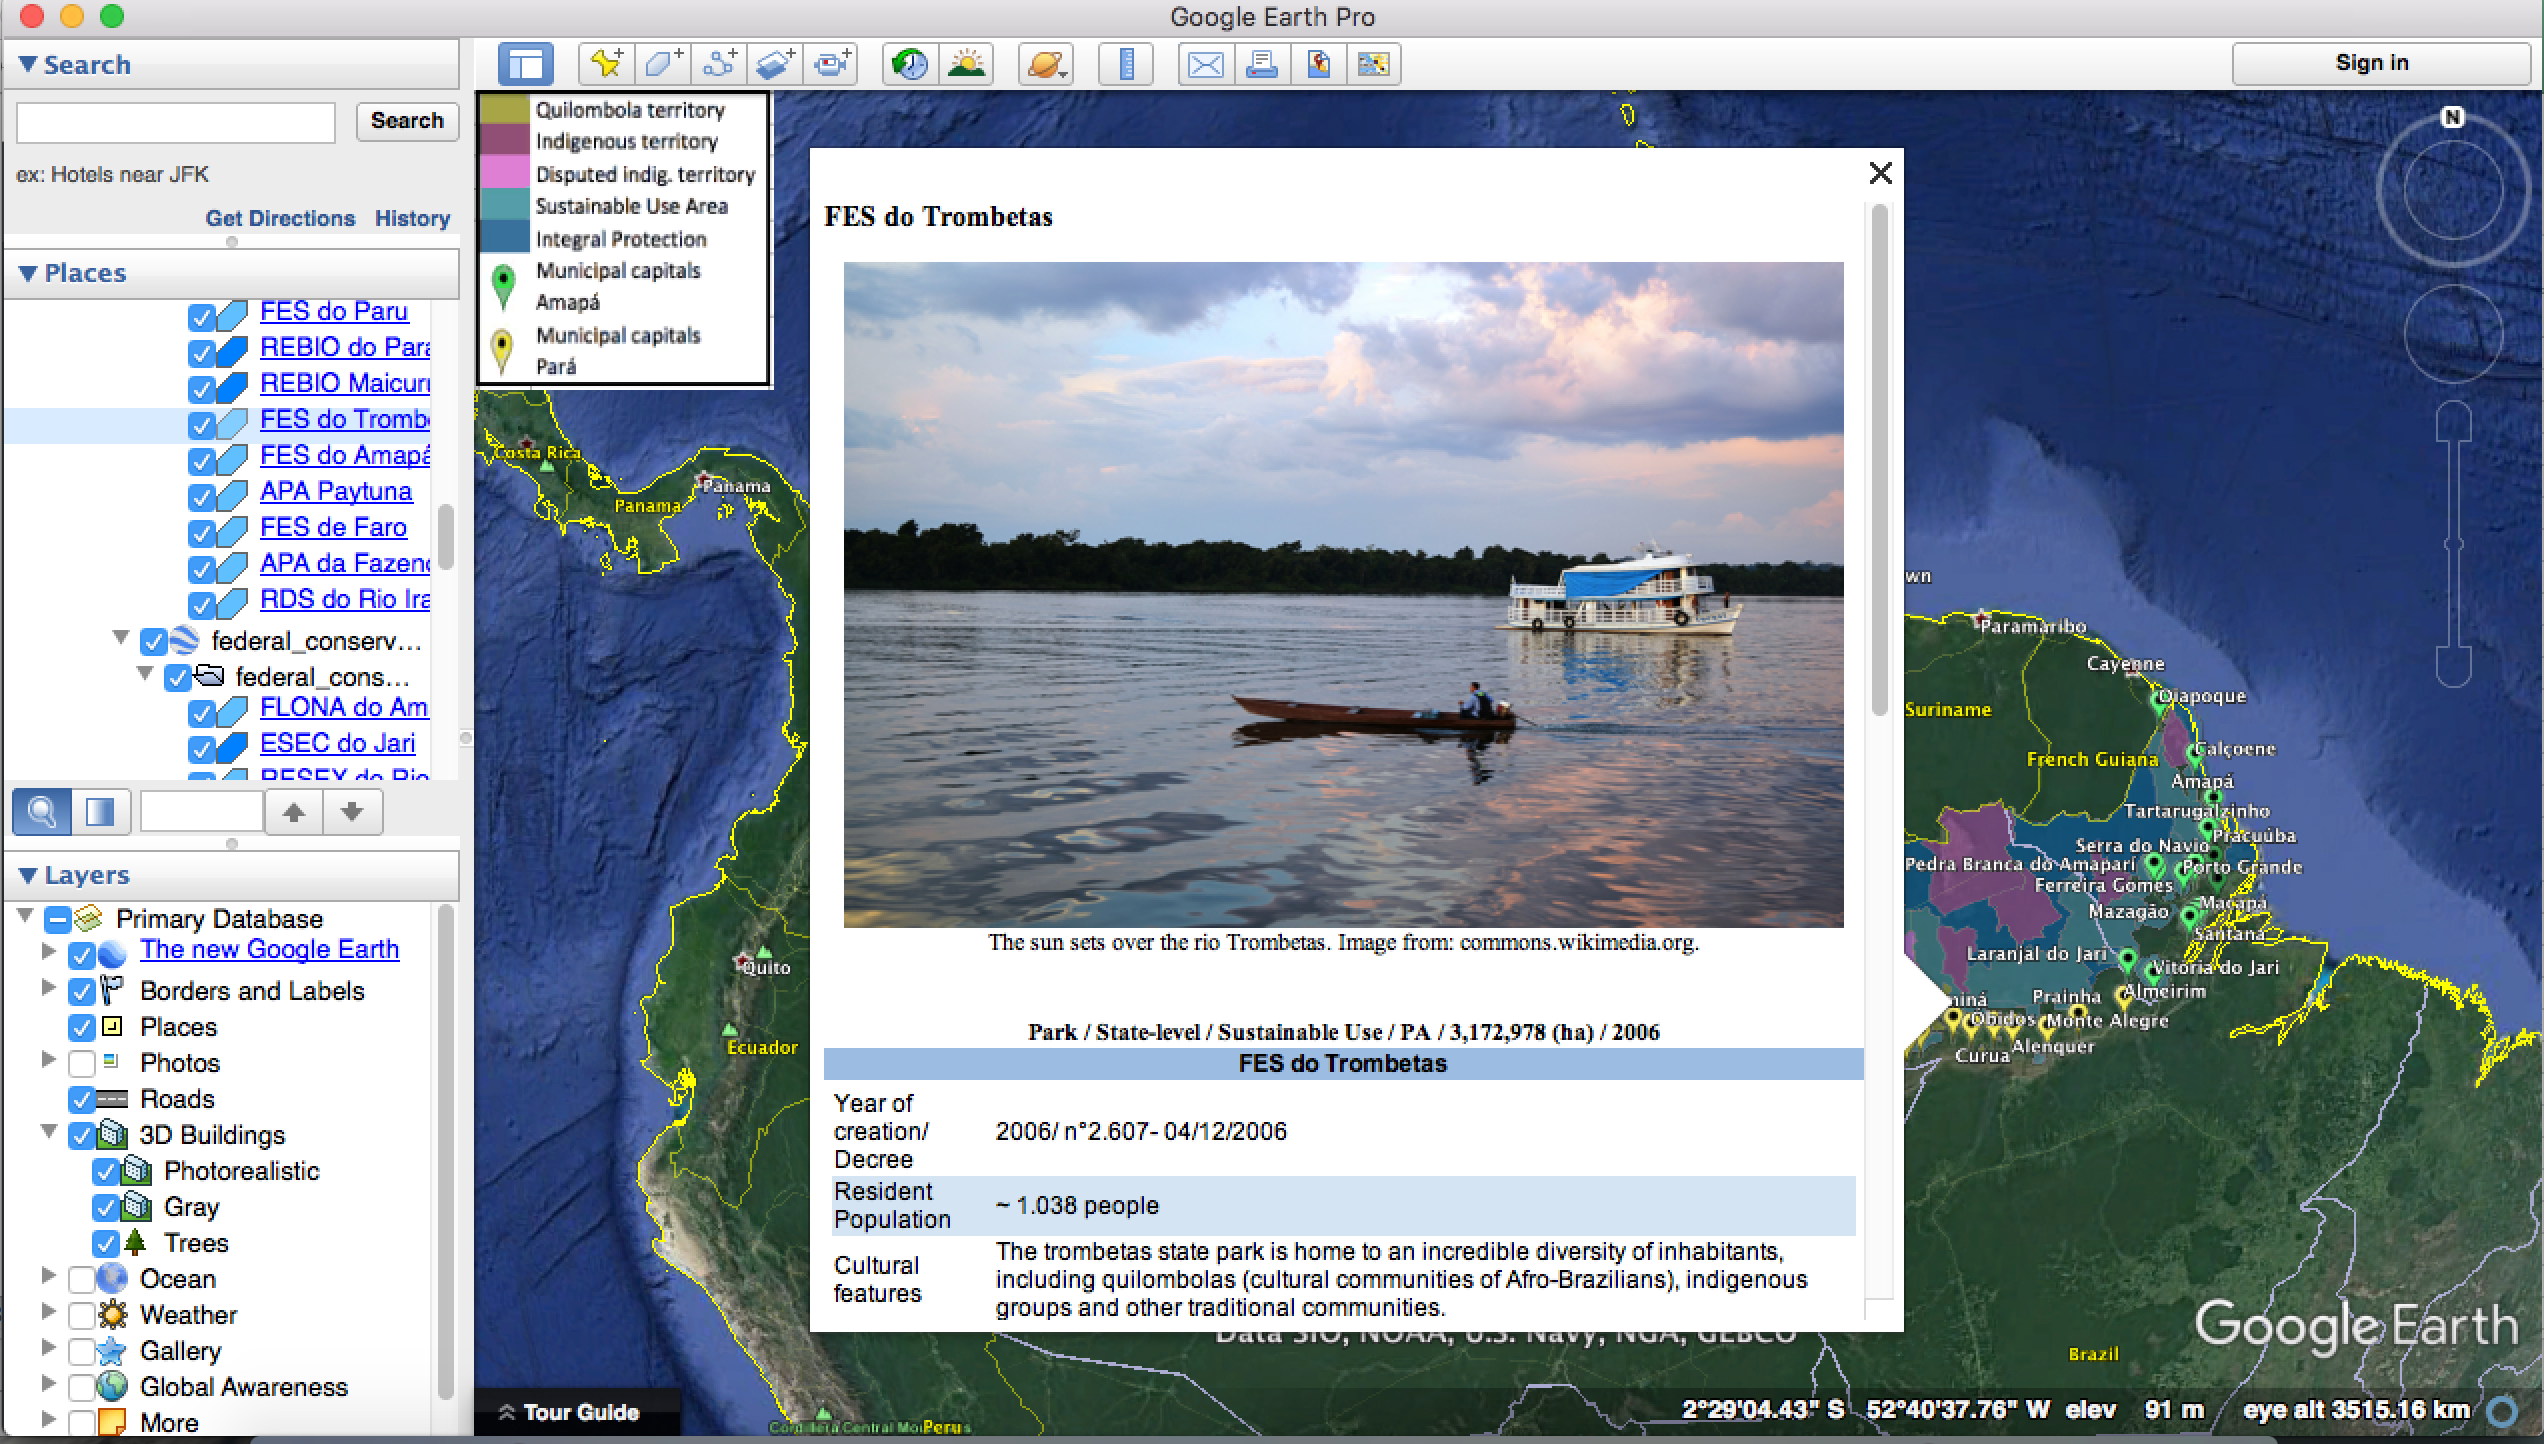 Google Earth Pro
Search
Search
ex: Hotels near JFK
Get Directions History
Places
FES do Paru
REBIO do Para
REBIO Maicuru
FES do Trombe
FES do Amapá
APA Paytuna
FES de Faro
APA da Fazend
RDS do Rio Ira
federal_conserv...
federal_cons...
FLONA do Am
ESEC do Jari
RESEX do Rio
Layers
Primary Database
The new Google Earth
Borders and Labels
Places
Photos
Roads
3D Buildings
Photorealistic
Gray
Trees
Ocean
Weather
Gallery
Global Awareness
More
Sign in
Quilombola territory
Indigenous territory
Disputed indig. territory
Sustainable Use Area
Integral Protection
Municipal capitals
Amapá
Municipal capitals
Pará
N
Costa Rica
Panama
Panama
Quito
Ecuador
FES do Trombetas
The sun sets over the rio Trombetas. Image from: commons.wikimedia.org.
Park / State-level / Sustainable Use / PA / 3,172,978 (ha) / 2006
FES do Trombetas
Year of
creation/
Decree
2006/ n°2.607- 04/12/2006
Resident
Population
~ 1.038 people
Cultural
features
The trombetas state park is home to an incredible diversity of inhabitants,
including quilombolas (cultural communities of Afro-Brazilians), indigenous
groups and other traditional communities.
wn
Paramaribo
Cayenne
Oiapoque
Suriname
Calçoene
French Guiana
Amapá
Tartarugalzinho
Pracuúba
Serra do Navio
Pedra Branca do Amaparí
Porto Grande
Ferreira Gomes
Macapá
Mazagão
Santana
Laranjal do Jari
Vitória do Jari
Almeirim
Prainha
Óbidos
Monte Alegre
Curua
Alenquer
Data SIO, NOAA, U.S. Navy, NGA, GEBCO
Google Earth
Brazil
Tour Guide
2°29'04.43" S 52°40'37.76" W elev 91 m eye alt 3515.16 km
Peru